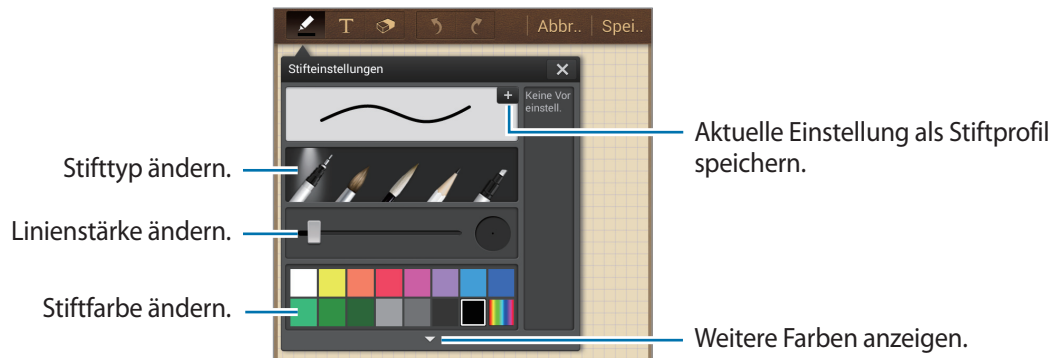 T
Abbr..
Spei..
Stifteinstellungen
Keine Vor
einstell.
Aktuelle Einstellung als Stiftprofil
speichern.
Stifttyp ändern.
Linienstärke ändern.
Stiftfarbe ändern.
Weitere Farben anzeigen.